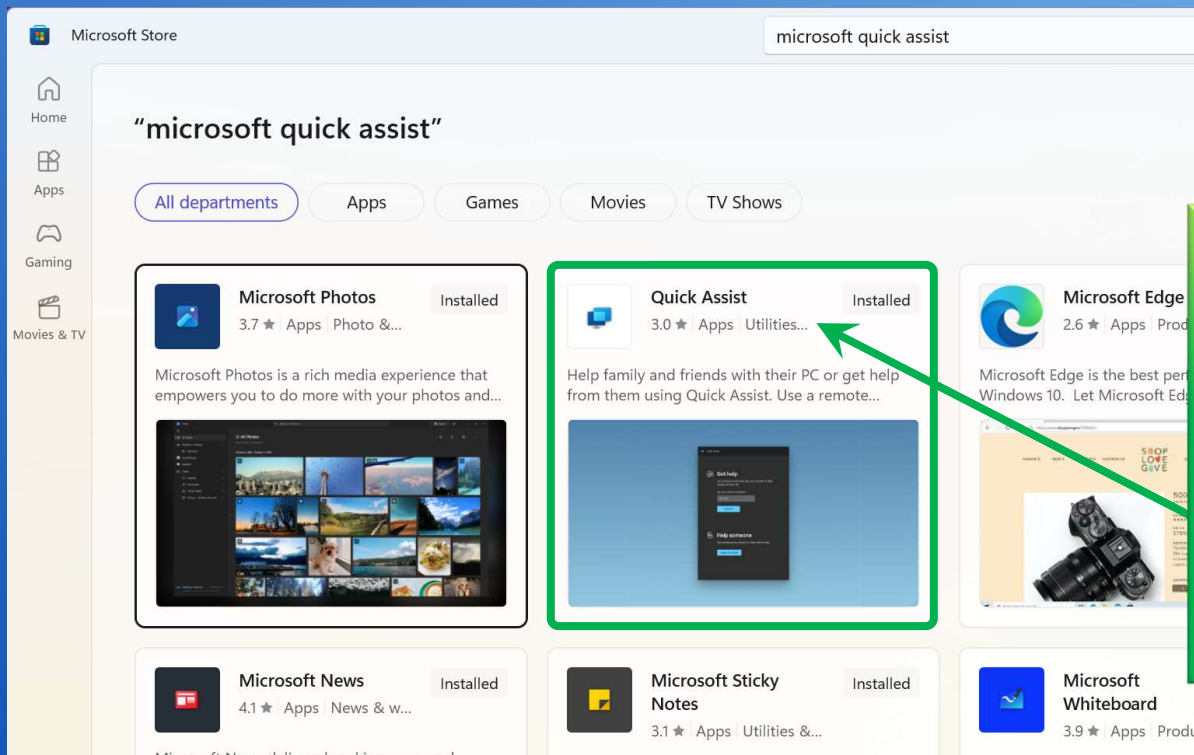 Microsoft Store
microsoft quick assist
Home
Apps
Gaming
Movies & TV
“microsoft quick assist”
All departments
Apps
Games
Movies
TV Shows
Microsoft Photos
Installed
3.7 ★ Apps Photo &...
Microsoft Photos is a rich media experience that
empowers you to do more with your photos and...
Quick Assist
Installed
3.0 ★ Apps Utilities...
Help family and friends with their PC or get help
from them using Quick Assist. Use a remote...
Get help
Help someone
Microsoft Edge
2.6 ★ Apps Prod
Microsoft Edge is the best perf
Windows 10. Let Microsoft Ed
SHOP
LOVE
GIVE
Microsoft News
Installed
4.1 ★ Apps News & w...
Microsoft Sticky
Notes
Installed
3.1 ★ Apps Utilities &...
Microsoft
Whiteboard
3.9 ★ Apps Produ